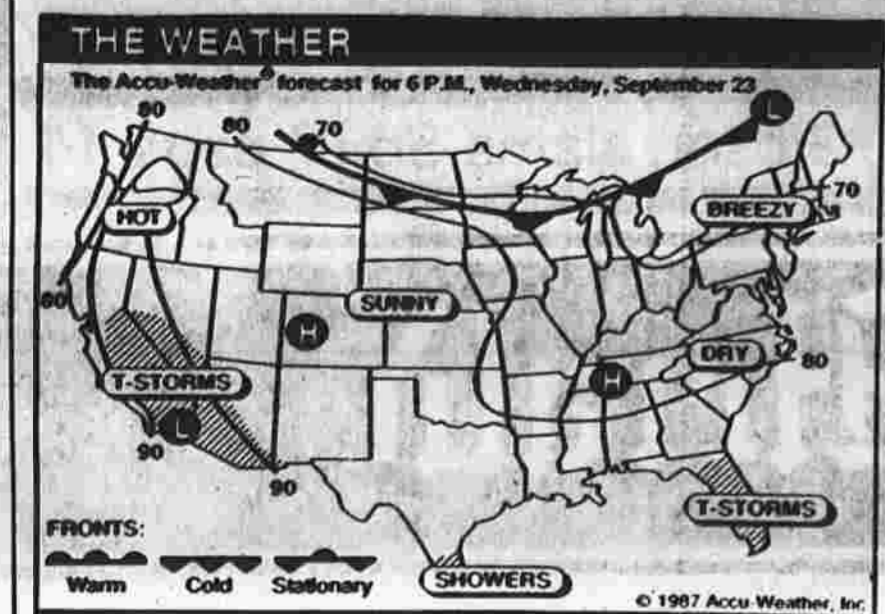 THE WEATHER
The Accu-Weather® forecast for 6 P.M., Wednesday, September 23
80
80
70
L
HOT
BREEZY
70
60
SUNNY
H
DRY
80
H
T-STORMS
L
90
90
T-STORMS
FRONTS:
Warm Cold Stationary
SHOWERS
© 1987 Accu-Weather, Inc.